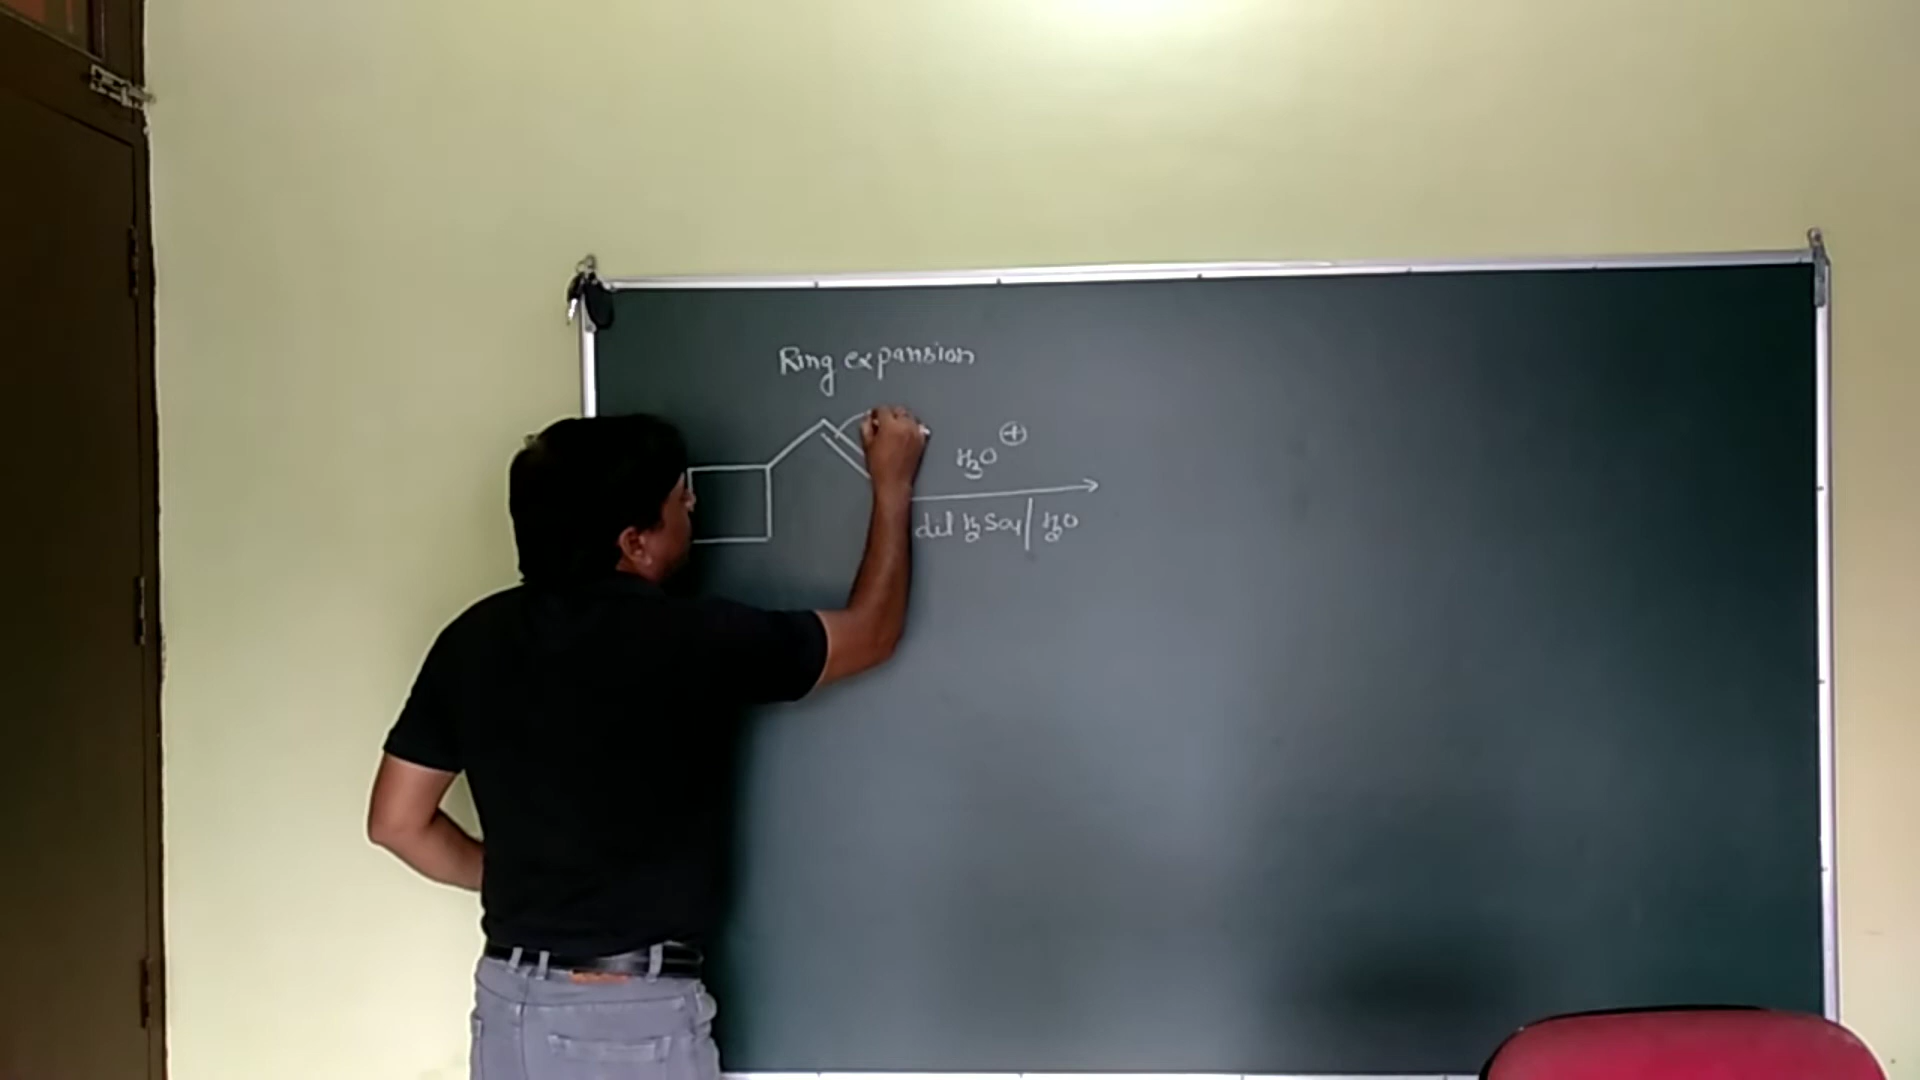 Ring expansion
H3O⊕
dil H2SO4 | H2O